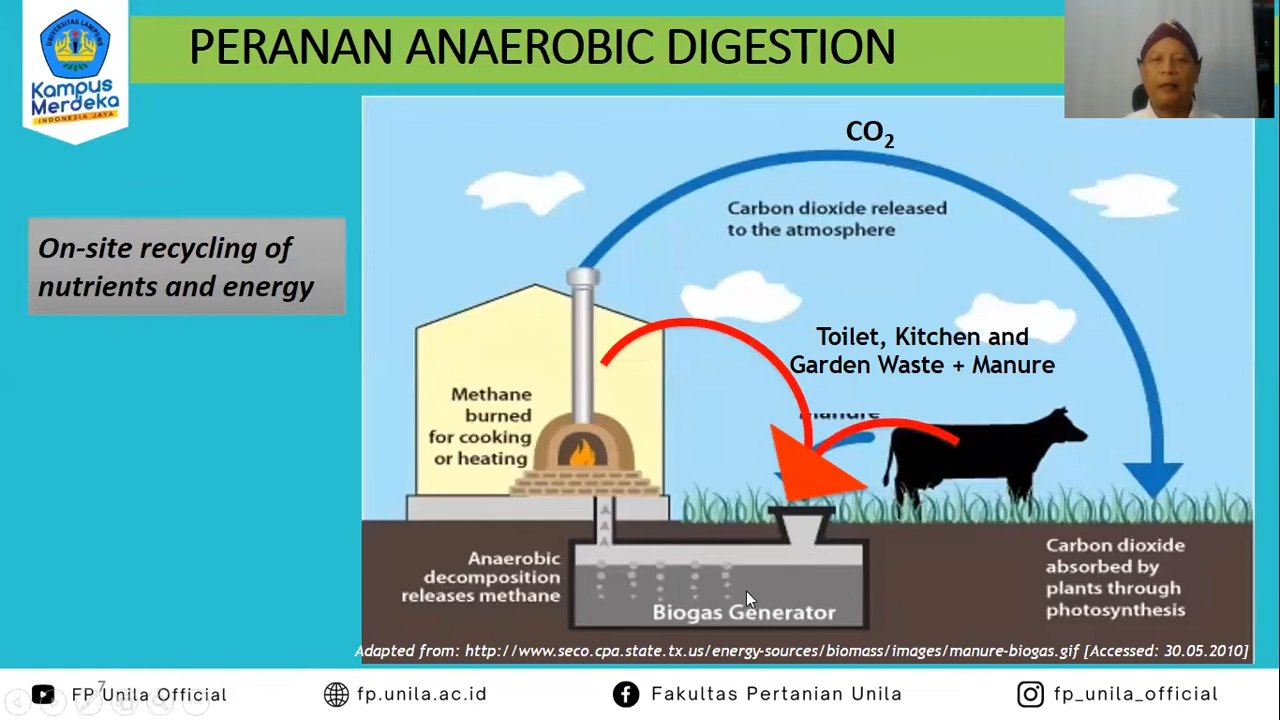 UNIVERSITAS LAMPUNG
Kampus
Merdeka
INDONESIA JAYA
PERANAN ANAEROBIC DIGESTION
On-site recycling of
nutrients and energy
CO2
Carbon dioxide released
to the atmosphere
Toilet, Kitchen and
Garden Waste + Manure
Manure
Methane
burned
for cooking
or heating
Anaerobic
decomposition
releases methane
Biogas Generator
Carbon dioxide
absorbed by
plants through
photosynthesis
Adapted from: http://www.seco.cpa.state.tx.us/energy-sources/biomass/images/manure-biogas.gif [Accessed: 30.05.2010]
7
FP Unila Official
fp.unila.ac.id
Fakultas Pertanian Unila
fp_unila_official